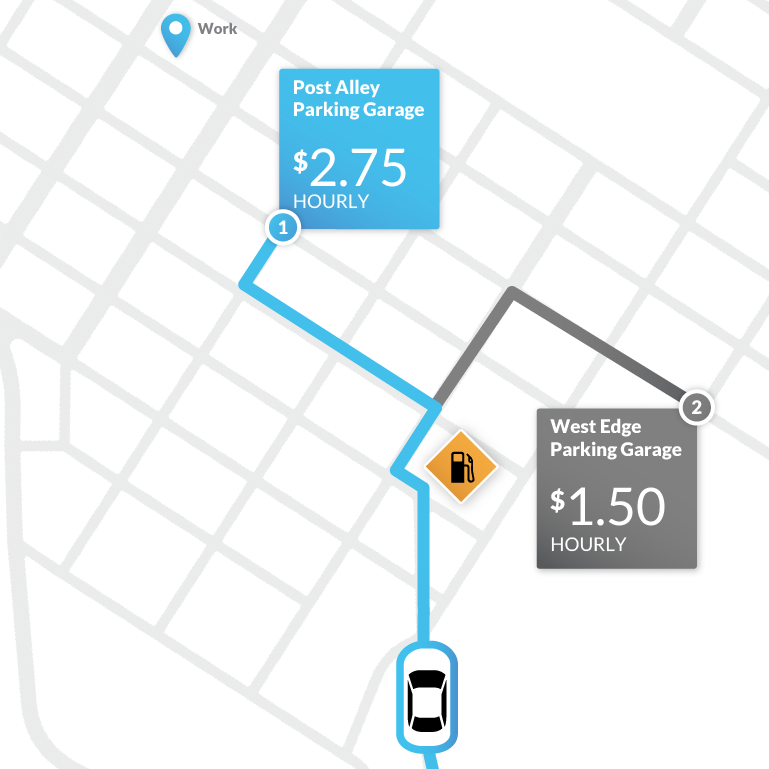 Work
Post Alley
Parking Garage
$2.75
HOURLY
1
2
West Edge
Parking Garage
$1.50
HOURLY